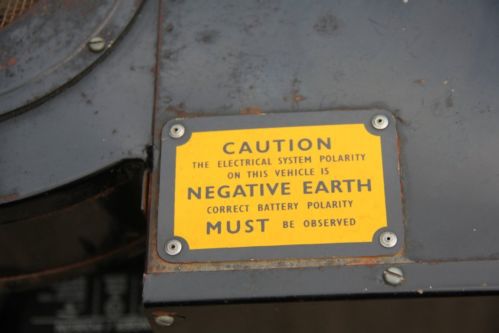 CAUTION
THE ELECTRICAL SYSTEM POLARITY
ON THIS VEHICLE IS
NEGATIVE EARTH
CORRECT BATTERY POLARITY
MUST BE OBSERVED